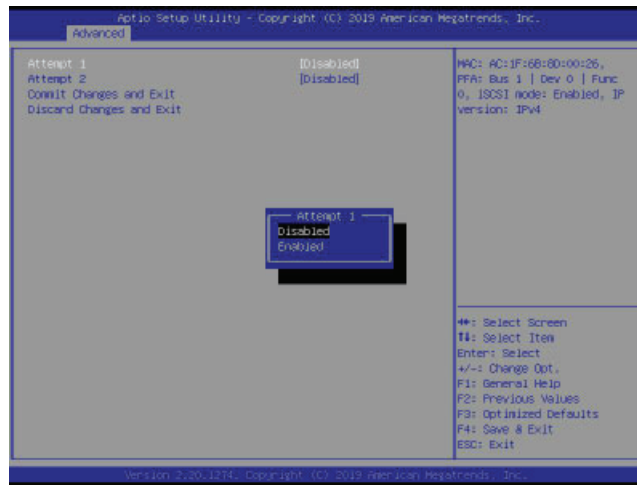 Aptio Setup Utility - Copyright (C) 2019 American Megatrends, Inc.
Advanced
Attempt 1 [Disabled]
Attempt 2 [Disabled]
Commit Changes and Exit
Discard Changes and Exit
MAC: AC:1F:6B:8D:00:26,
PFA: Bus 1 | Dev 0 | Func
0, iSCSI mode: Enabled, IP
version: IPv4
Attempt 1
Disabled
Enabled
: Select Screen
↑↓: Select Item
Enter: Select
+/-: Change Opt.
F1: General Help
F2: Previous Values
F3: Optimized Defaults
F4: Save & Exit
ESC: Exit
Version 2.20.1274. Copyright (C) 2019 American Megatrends, Inc.